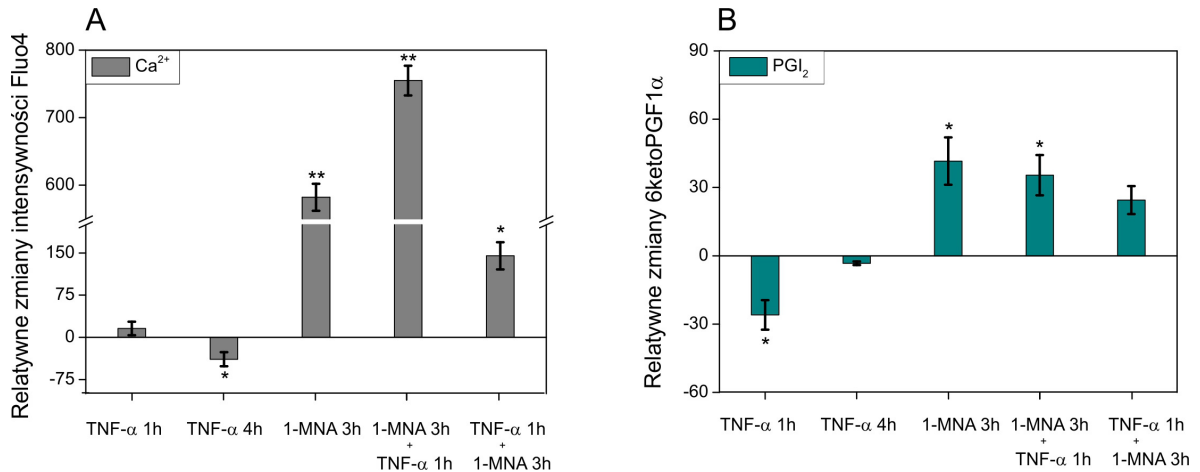 A
Relatywne zmiany intensywności Fluo4
Ca²⁺
800
700
600
150
75
0
-75
**
**
*
*
TNF-α 1h
TNF-α 4h
1-MNA 3h
1-MNA 3h
+
TNF-α 1h
TNF-α 1h
+
1-MNA 3h
B
Relatywne zmiany 6ketoPGF1α
PGI₂
90
60
30
0
-30
-60
*
*
*
TNF-α 1h
TNF-α 4h
1-MNA 3h
1-MNA 3h
+
TNF-α 1h
TNF-α 1h
+
1-MNA 3h